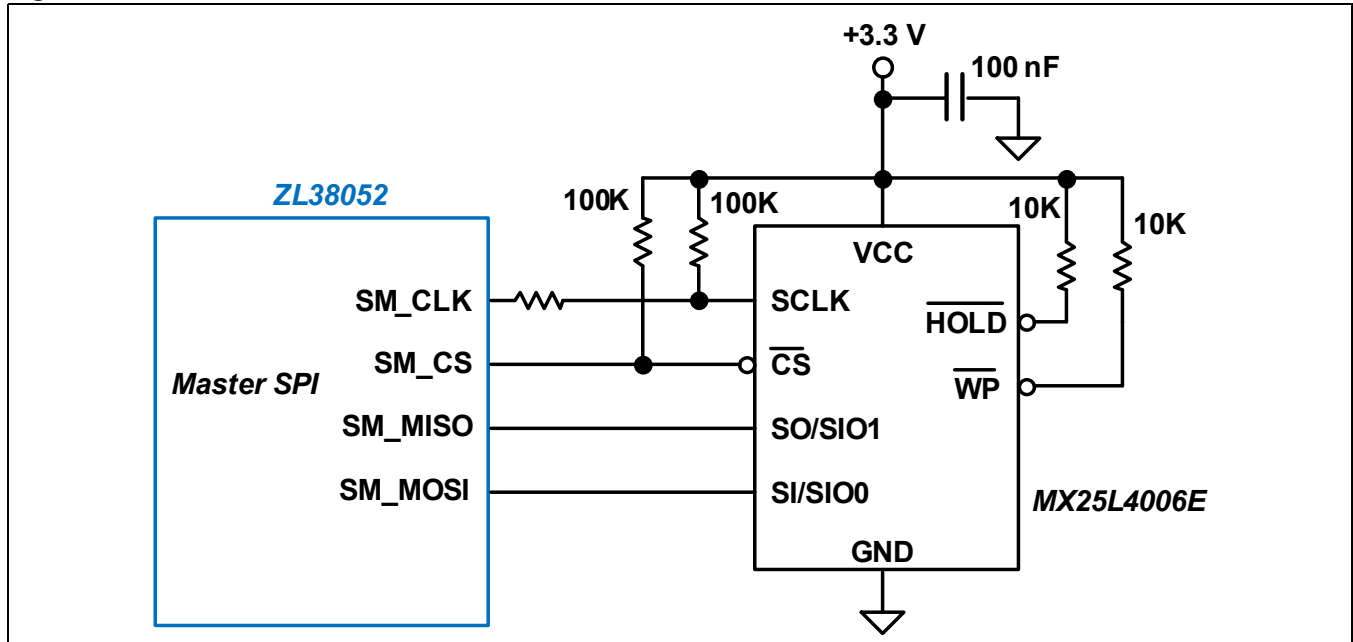 +3.3 V
100 nF
ZL38052
100K
100K
10K
10K
VCC
SM_CLK
SCLK
HOLD
SM_CS
CS
Master SPI
WP
SM_MISO
SO/SIO1
SM_MOSI
SI/SIO0
MX25L4006E
GND